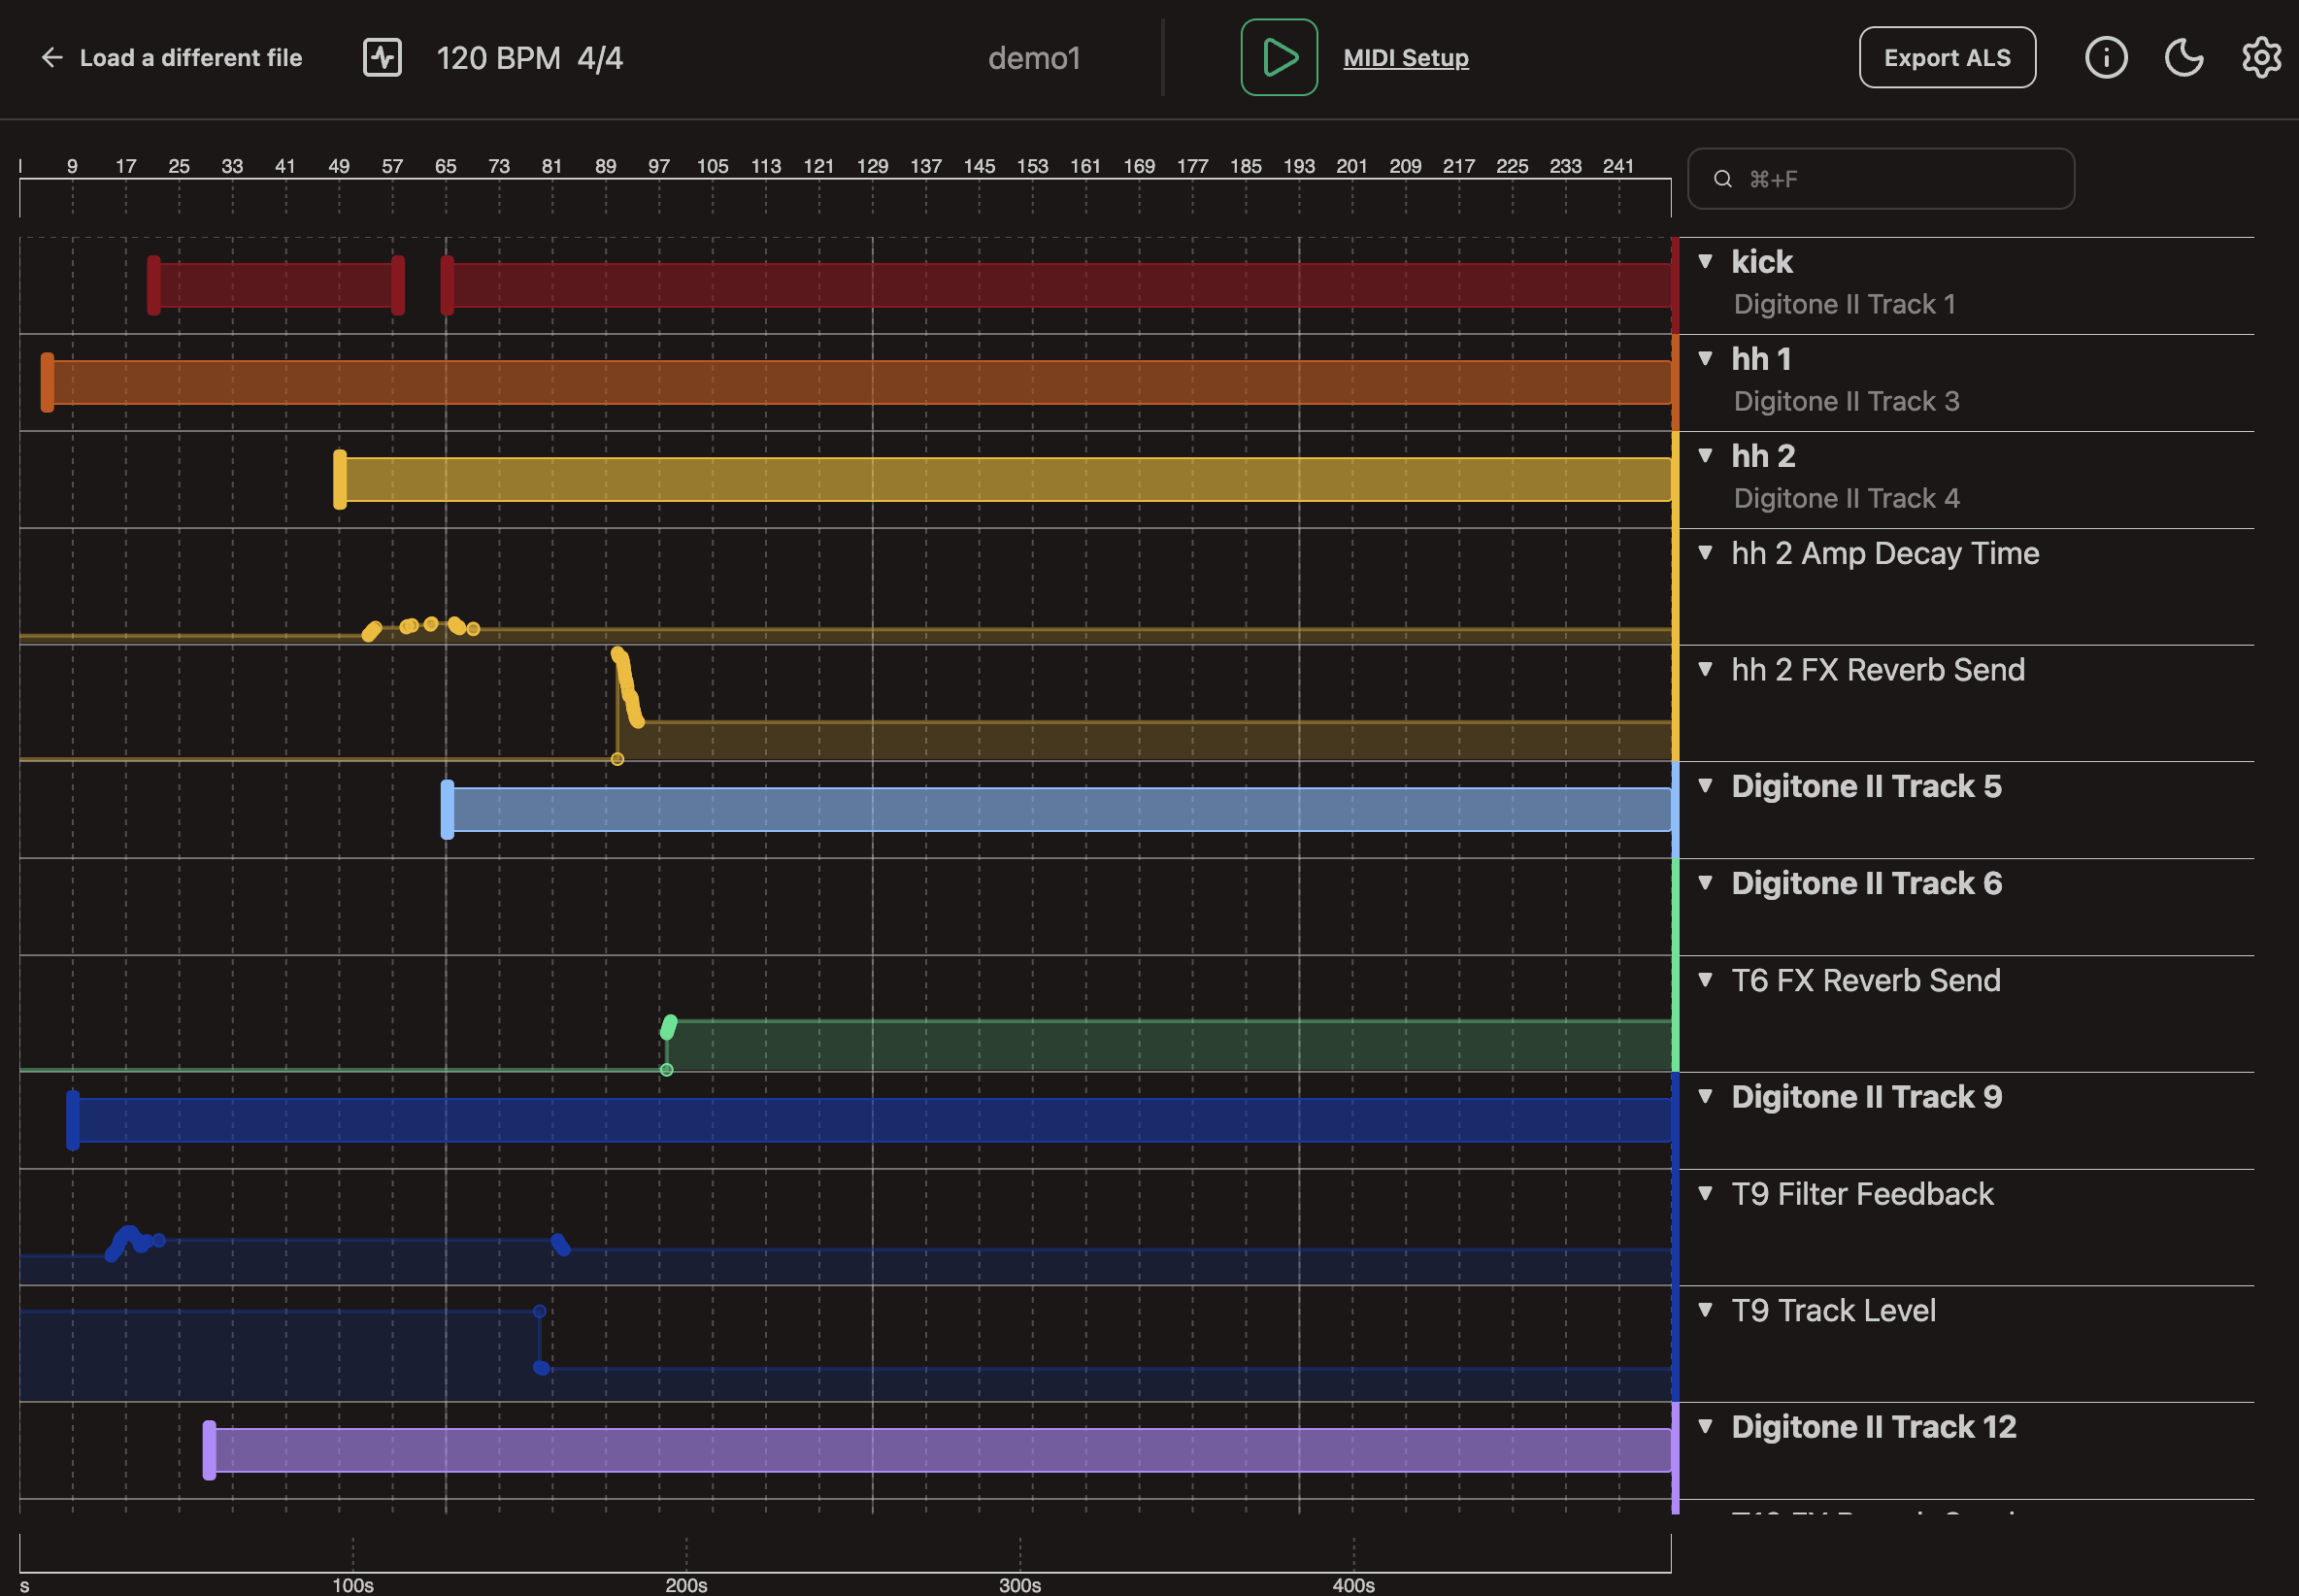 Load a different file
120 BPM 4/4
demo1
MIDI Setup
Export ALS
9 17 25 33 41 49 57 65 73 81 89 97 105 113 121 129 137 145 153 161 169 177 185 193 201 209 217 225 233 241
⌘+F
kick
Digitone II Track 1
hh 1
Digitone II Track 3
hh 2
Digitone II Track 4
hh 2 Amp Decay Time
hh 2 FX Reverb Send
Digitone II Track 5
Digitone II Track 6
T6 FX Reverb Send
Digitone II Track 9
T9 Filter Feedback
T9 Track Level
Digitone II Track 12
s 100s 200s 300s 400s